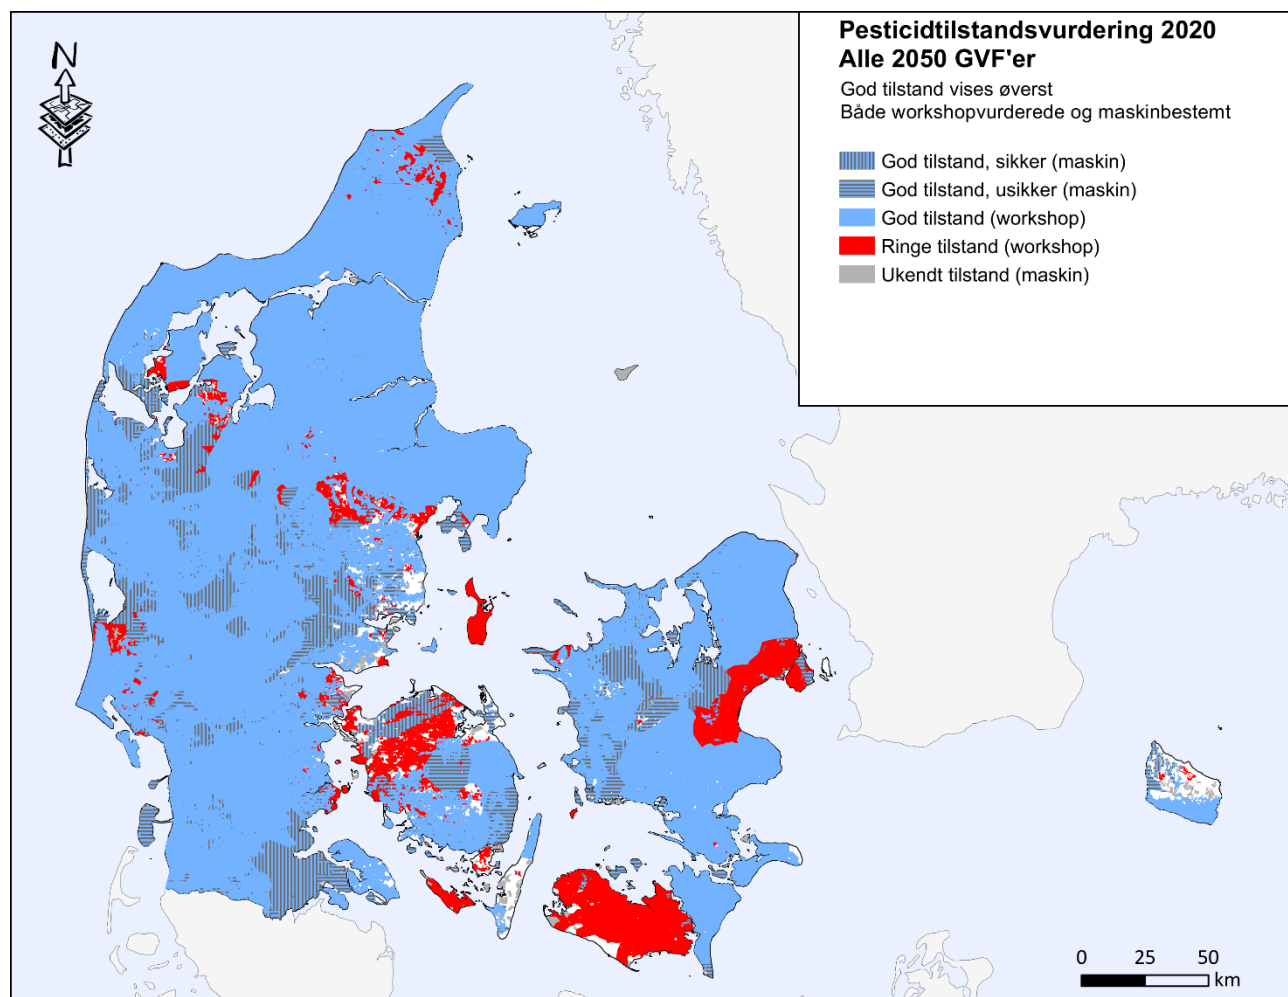 N
Pesticidtilstandsvurdering 2020
Alle 2050 GVF'er
God tilstand vises øverst
Både workshopvurderede og maskinbestemt
God tilstand, sikker (maskin)
God tilstand, usikker (maskin)
God tilstand (workshop)
Ringe tilstand (workshop)
Ukendt tilstand (maskin)
0 25 50
km